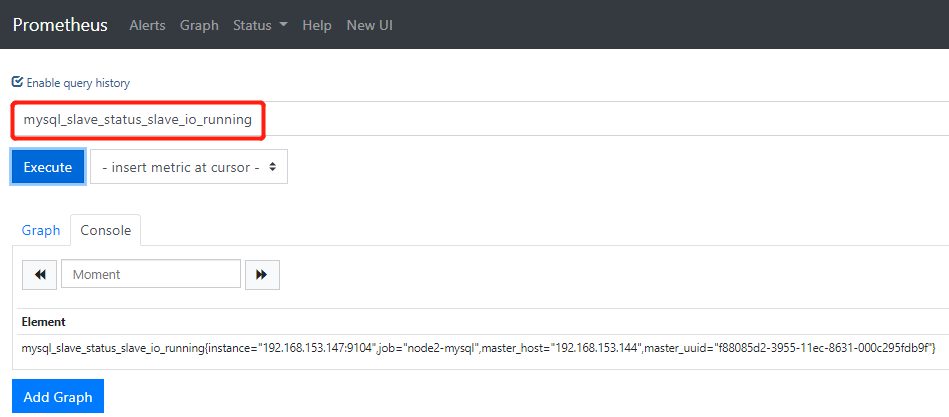 Prometheus Alerts Graph Status Help New UI
Enable query history
mysql_slave_status_slave_io_running
Execute - insert metric at cursor -
Graph Console
Moment
Element
mysql_slave_status_slave_io_running{instance="192.168.153.147:9104",job="node2-mysql",master_host="192.168.153.144",master_uuid="f88085d2-3955-11ec-8631-000c295fdb9f"}
Add Graph